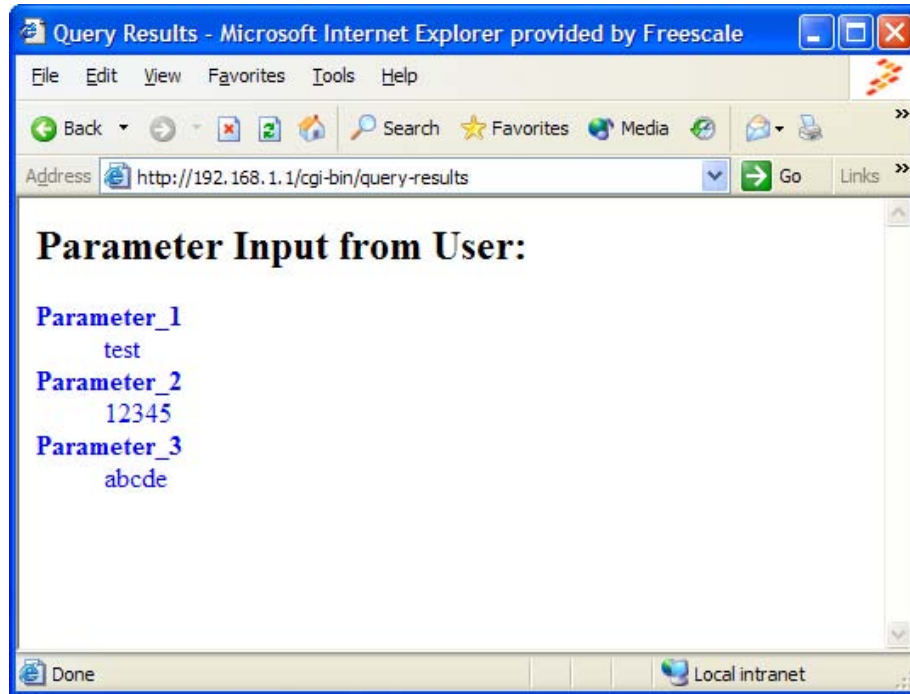 Query Results - Microsoft Internet Explorer provided by Freescale
File Edit View Favorites Tools Help
Back Search Favorites Media »
Address http://192.168.1.1/cgi-bin/query-results Go Links »
Parameter Input from User:
Parameter_1
test
Parameter_2
12345
Parameter_3
abcde
Done Local intranet